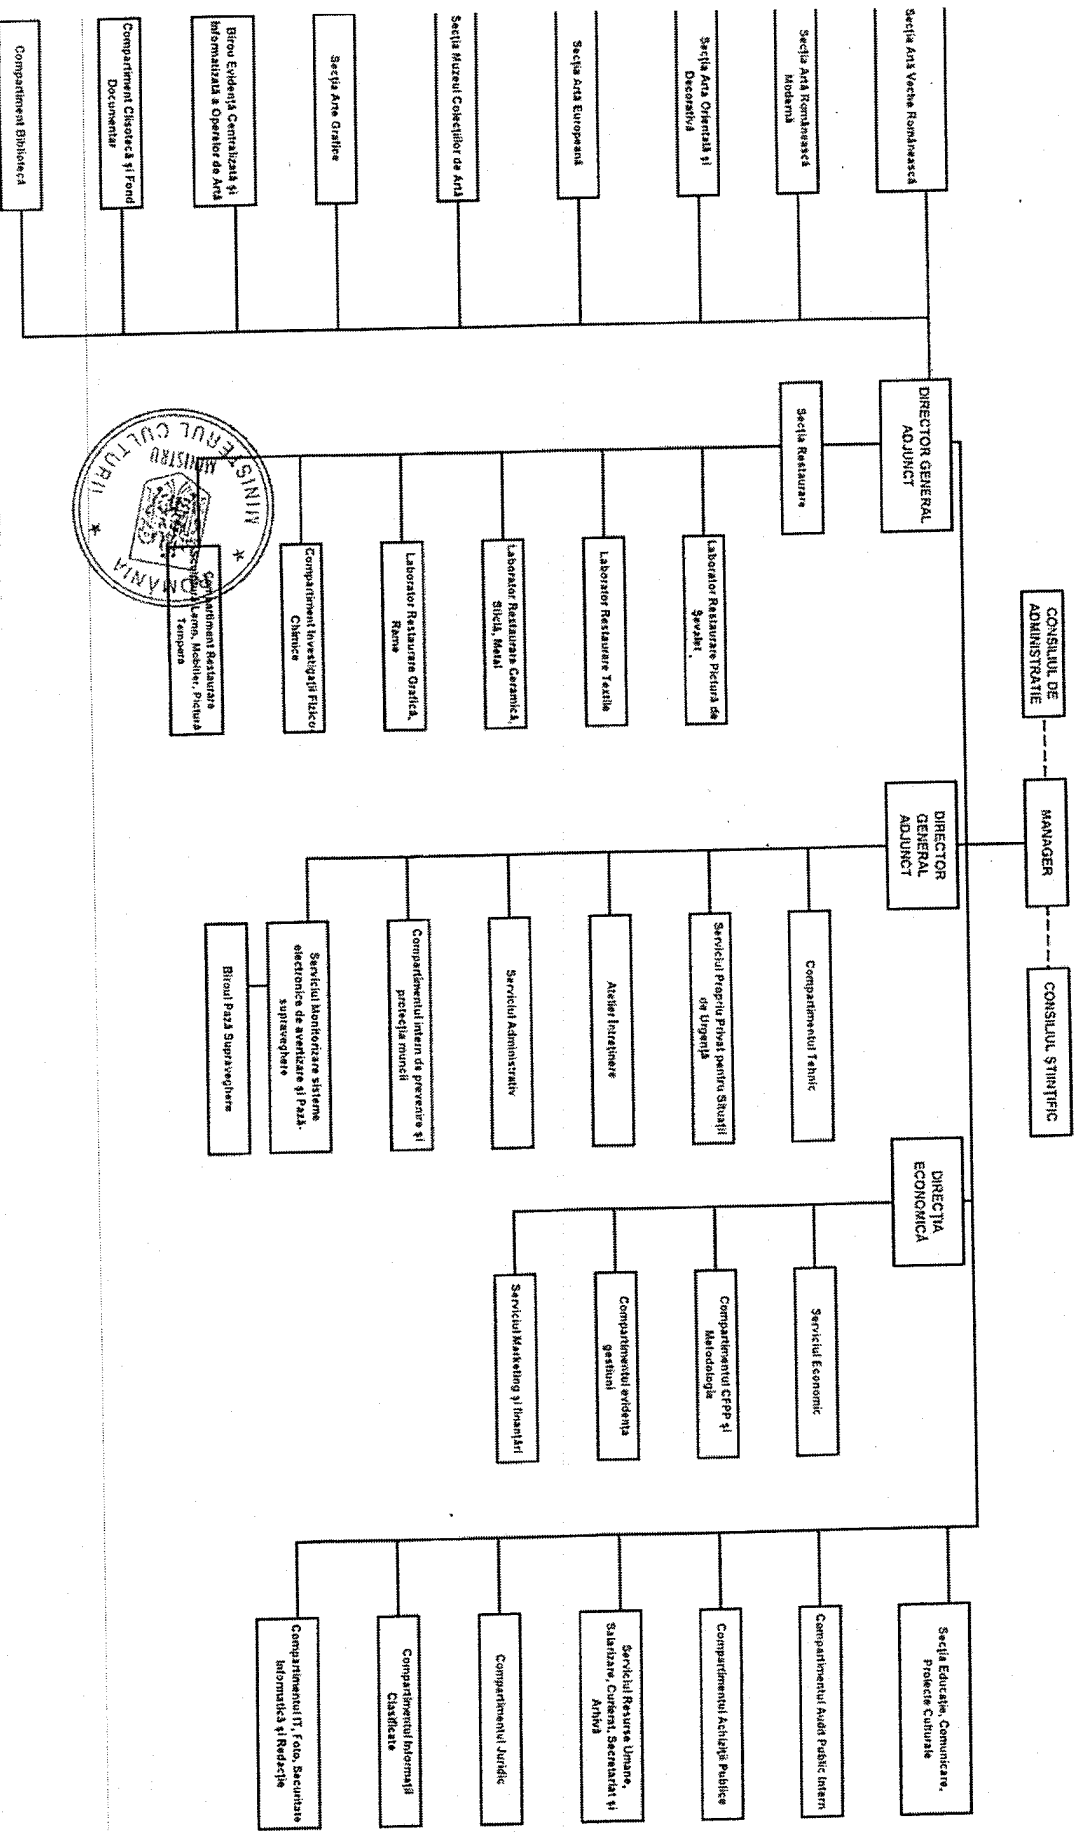 CONSILIUL DE
ADMINISTRATIE
MANAGER
CONSILIUL ȘTIINȚIFIC
DIRECTOR GENERAL
ADJUNCT
DIRECTOR
GENERAL
ADJUNCT
DIRECȚIA
ECONOMICĂ
Secția Artă Veche Românească
Secția Artă Românească
Modernă
Secția Arta Orientală și
Decorativă
Secția Artă Europeană
Secția Muzeul Colecțiilor de Artă
Secția Arte Grafice
Birou Evidență Centralizată și
Informatizată a Operelor de Artă
Compartiment Clisotecă și Fond
Documentar
Compartiment Bibliotecă
Secția Restaurare
Laborator Restaurare Pictură de
Șevalet
Laborator Restaurare Textile
Laborator Restaurare Ceramică,
Sticlă, Metal
Laborator Restaurare Grafică,
Rame
Compartiment Investigații Fizico
Chimice
Compartiment Restaurare
Sculptură Lemn, Mobilier, Pictură
Tempera
Compartimentul Tehnic
Serviciul Propriu Privat pentru Situații
de Urgență
Atelier Întreținere
Serviciul Administrativ
Compartimentul intern de prevenire și
protecția muncii
Serviciul Monitorizare sisteme
electronice de avertizare și Pază-
supraveghere
Biroul Pază Supraveghere
Serviciul Economic
Compartimentul CFPP și
Metodologie
Compartimentul evidența
gestiuni
Serviciul Marketing și finanțări
Secția Educație, Comunicare,
Proiecte Culturale
Compartimentul Audit Public Intern
Compartimentul Achiziții Publice
Serviciul Resurse Umane,
Salarizare, Curierat, Secretariat și
Arhivă
Compartimentul Juridic
Compartimentul Informații
Clasificate
Compartimentul IT, Foto, Securitate
Informatică și Redacție
MINISTERUL CULTURII
ROMÂNIA
MINISTRU